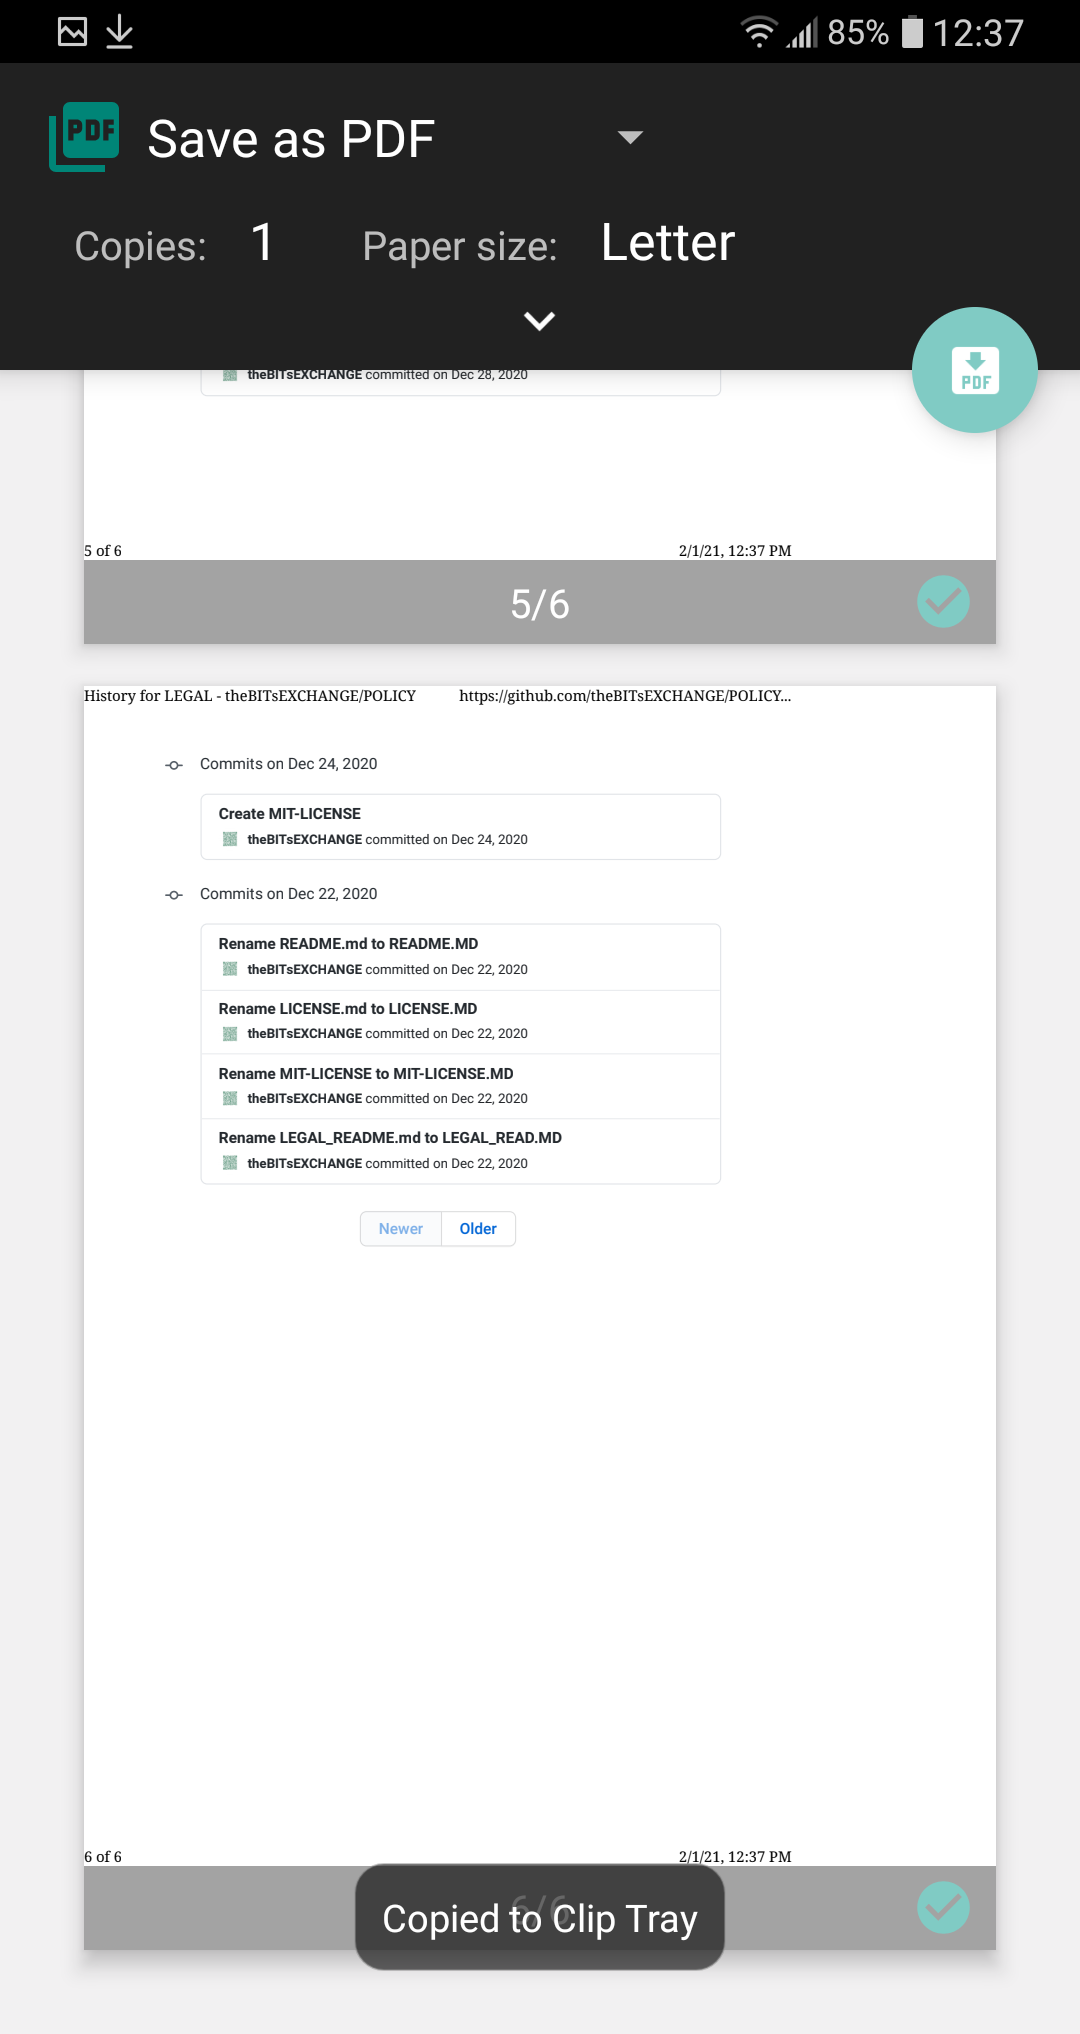 85% 12:37
PDF Save as PDF
Copies: 1 Paper size: Letter
PDF
theBITsEXCHANGE committed on Dec 28, 2020
5 of 6 2/1/21, 12:37 PM
5/6
History for LEGAL - theBITsEXCHANGE/POLICY https://github.com/theBITsEXCHANGE/POLICY...
Commits on Dec 24, 2020
Create MIT-LICENSE
theBITsEXCHANGE committed on Dec 24, 2020
Commits on Dec 22, 2020
Rename README.md to README.MD
theBITsEXCHANGE committed on Dec 22, 2020
Rename LICENSE.md to LICENSE.MD
theBITsEXCHANGE committed on Dec 22, 2020
Rename MIT-LICENSE to MIT-LICENSE.MD
theBITsEXCHANGE committed on Dec 22, 2020
Rename LEGAL_README.md to LEGAL_READ.MD
theBITsEXCHANGE committed on Dec 22, 2020
Newer Older
6 of 6 2/1/21, 12:37 PM
6/6
Copied to Clip Tray